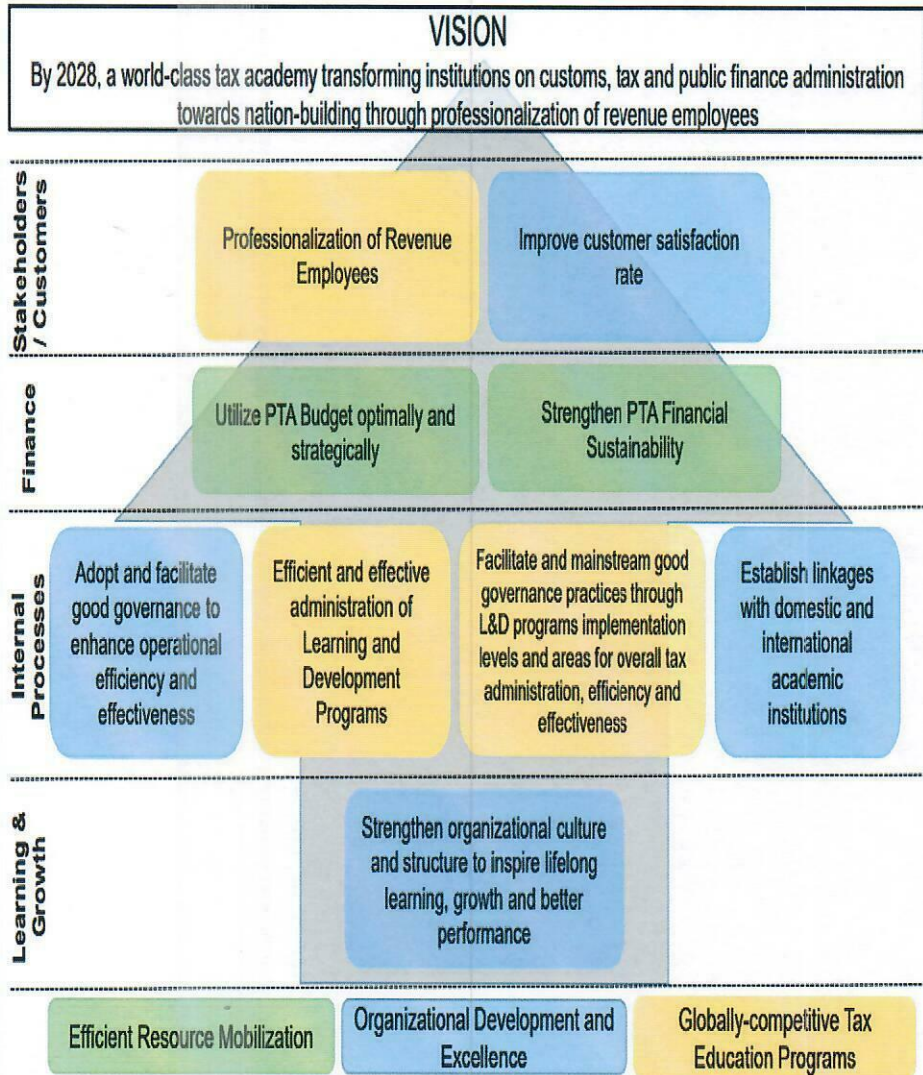 VISION
By 2028, a world-class tax academy transforming institutions on customs, tax and public finance administration
towards nation-building through professionalization of revenue employees
Stakeholders
/ Customers
Professionalization of Revenue
Employees
Improve customer satisfaction
rate
Finance
Utilize PTA Budget optimally and
strategically
Strengthen PTA Financial
Sustainability
Internal
Processes
Adopt and facilitate
good governance to
enhance operational
efficiency and
effectiveness
Efficient and effective
administration of
Learning and
Development
Programs
Facilitate and mainstream good
governance practices through
L&D programs implementation
levels and areas for overall tax
administration, efficiency and
effectiveness
Establish linkages
with domestic and
international
academic
institutions
Learning &
Growth
Strengthen organizational culture
and structure to inspire lifelong
learning, growth and better
performance
Efficient Resource Mobilization
Organizational Development and
Excellence
Globally-competitive Tax
Education Programs